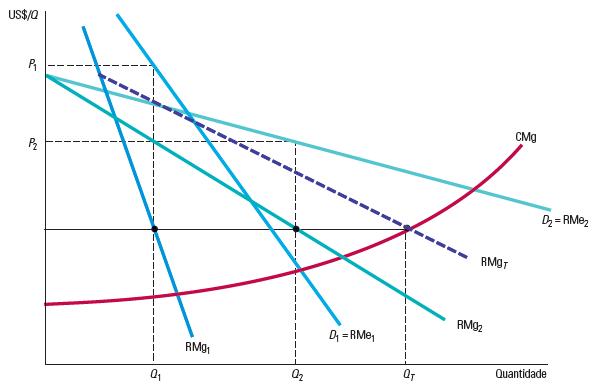 US$/Q
P1
P2
CMg
D2 = RMe2
RMgT
RMg2
D1 = RMe1
RMg1
Q1
Q2
QT
Quantidade